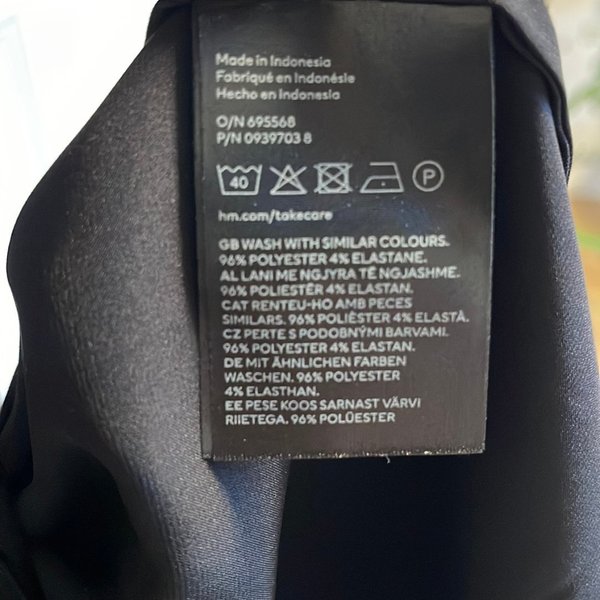 Made in Indonesia
Fabriqué en Indonésie
Hecho en Indonesia
O/N 695568
P/N 0939703 8
40 P
hm.com/takecare
GB WASH WITH SIMILAR COLOURS.
96% POLYESTER 4% ELASTANE.
AL LANI ME NGJYRA TË NGJASHME.
96% POLIESTËR 4% ELASTAN.
CAT RENTEU-HO AMB PECES
SIMILARS. 96% POLIÈSTER 4% ELASTÀ.
CZ PERTE S PODOBNÝMI BARVAMI.
96% POLYESTER 4% ELASTAN.
DE MIT ÄHNLICHEN FARBEN
WASCHEN. 96% POLYESTER
4% ELASTHAN.
EE PESE KOOS SARNAST VÄRVI
RIIETEGA. 96% POLÜESTER